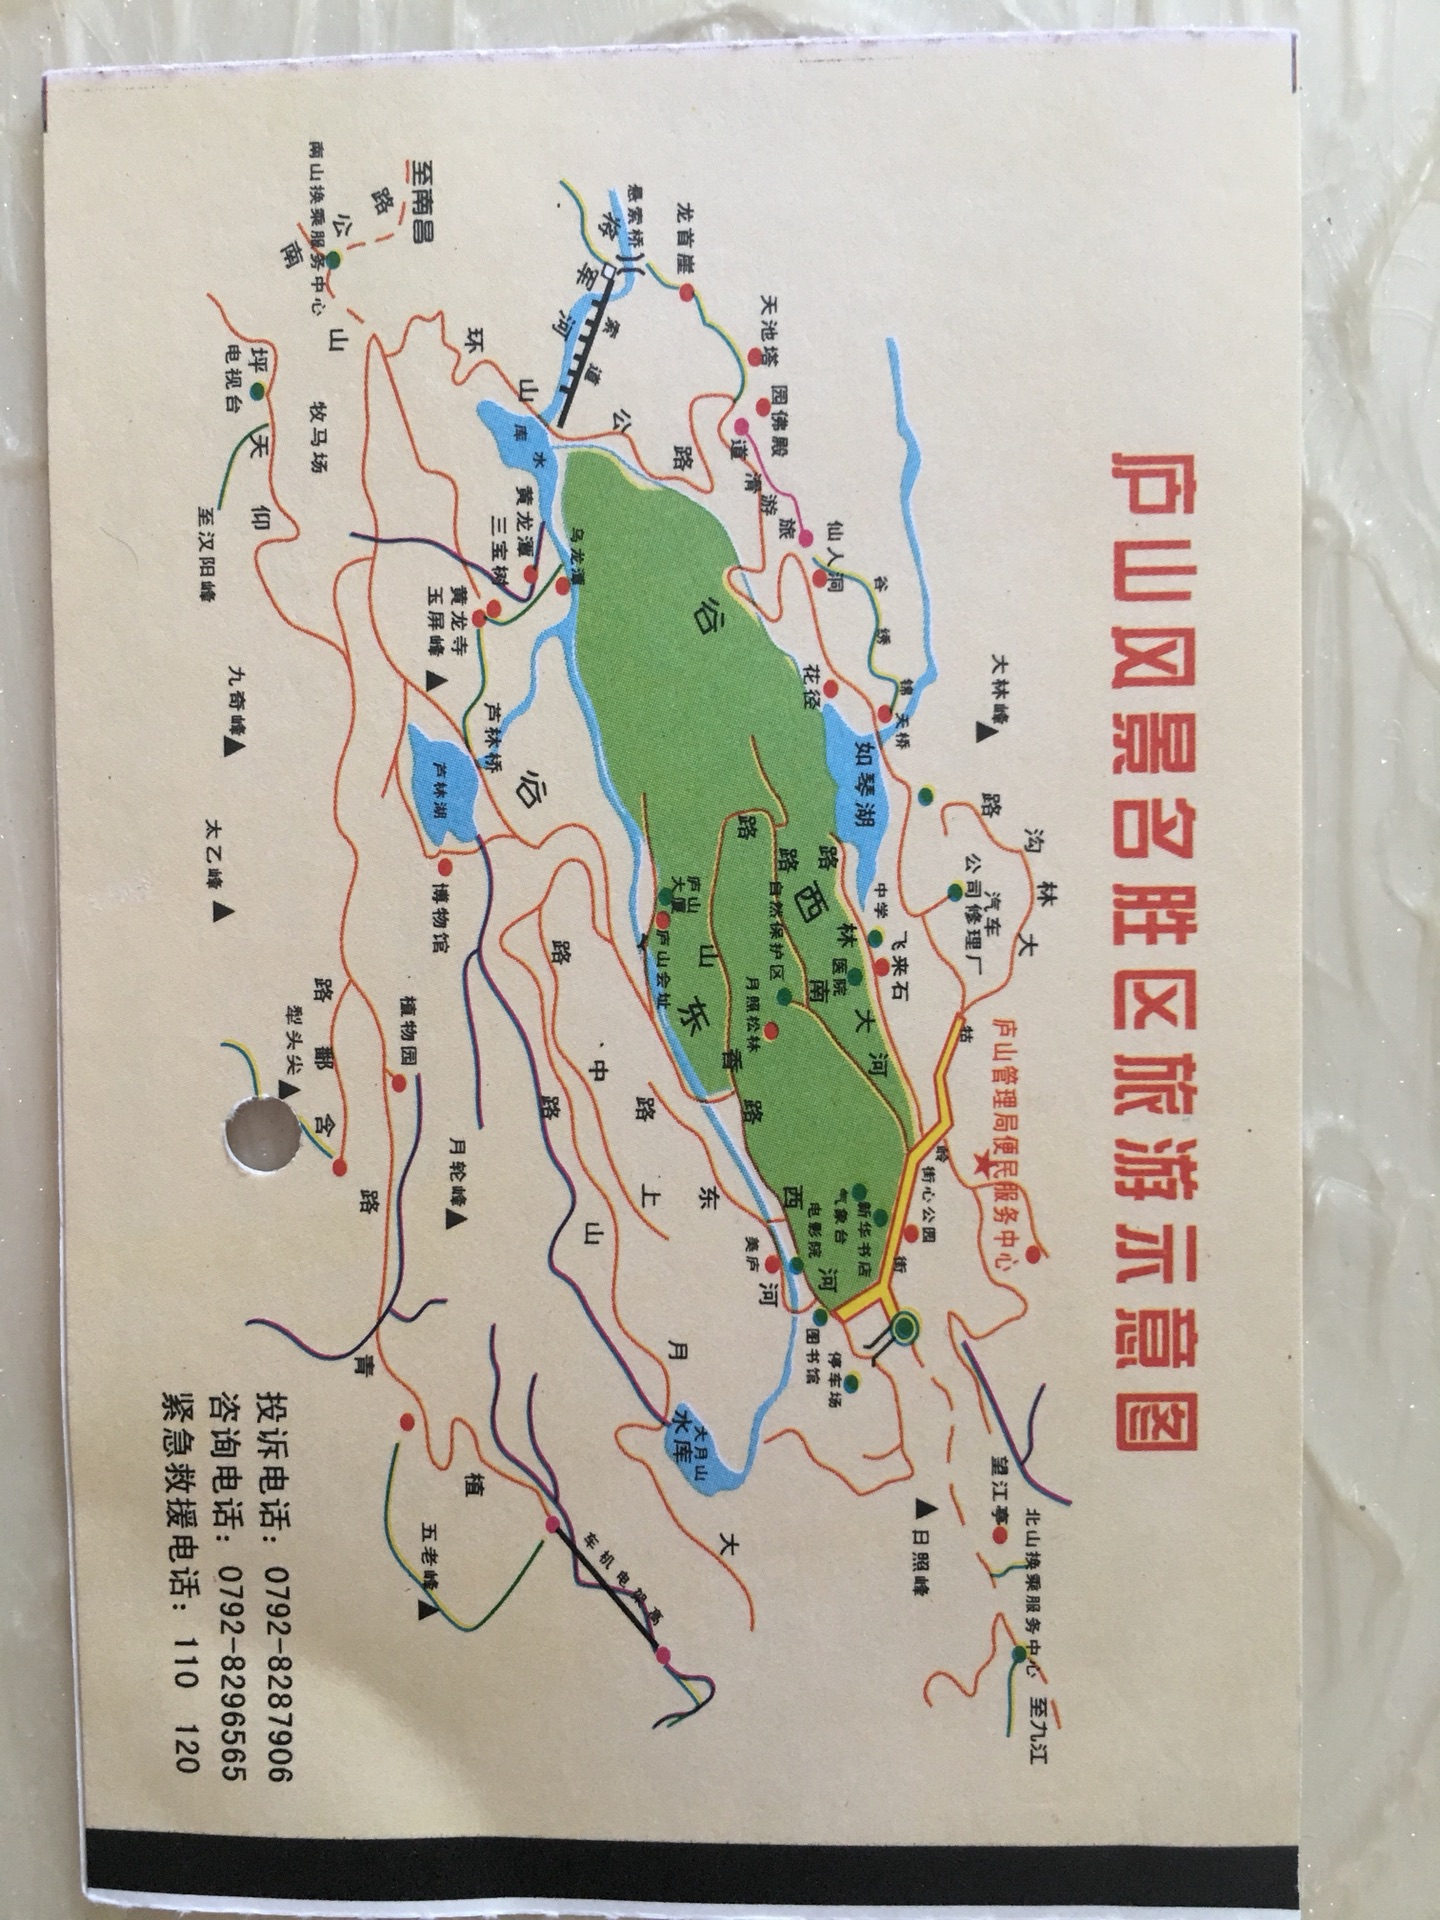 庐山风景名胜区旅游示意图
大林沟路
大林峰
汽车
公司修理厂
庐山管理局便民服务中心
北山换乘服务中心
至九江
望江亭
日照峰
牯岭街
街心公园
锦绣谷
天桥
如琴湖
中学
飞来石
医院
大林路
河西路
河南路
新华书店
气象台
电影院
停车场
图书馆
仙人洞
花径
西谷
自然保护区
月照松林
美庐
河东路
香山路
天池塔
园佛殿
旅游滑道
龙首崖
悬索桥
索道
将军河
庐山
大厦
庐山会址
东谷
大月山
水库
大月山路
上中路
高架电机车
环山公路
水库
乌龙潭
黄龙潭
三宝树
黄龙寺
玉屏峰
芦林桥
芦林湖
博物馆
月轮峰
植物园
植青路
五老峰
至南昌
南山公路
南山换乘服务中心
牧马场
仰天坪
电视台
至汉阳峰
九奇峰
太乙峰
含鄱路
犁头尖
投诉电话：0792-8287906
咨询电话：0792-8296565
紧急救援电话：110 120